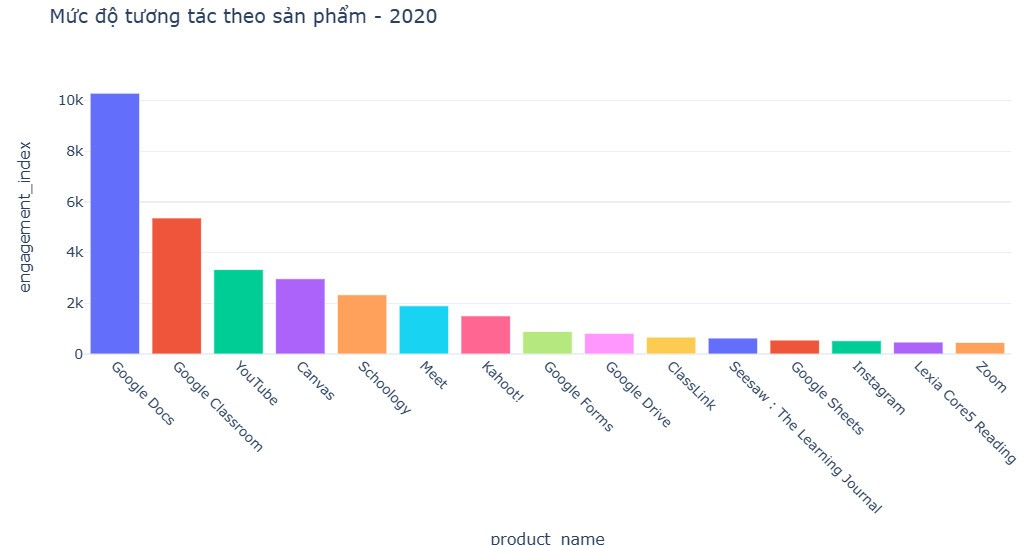 Mức độ tương tác theo sản phẩm - 2020
engagement_index
10k
8k
6k
4k
2k
0
Google Docs
Google Classroom
YouTube
Canvas
Schoology
Meet
Kahoot!
Google Forms
Google Drive
ClassLink
Seesaw : The Learning Journal
Google Sheets
Instagram
Lexia Core5 Reading
Zoom
product_name